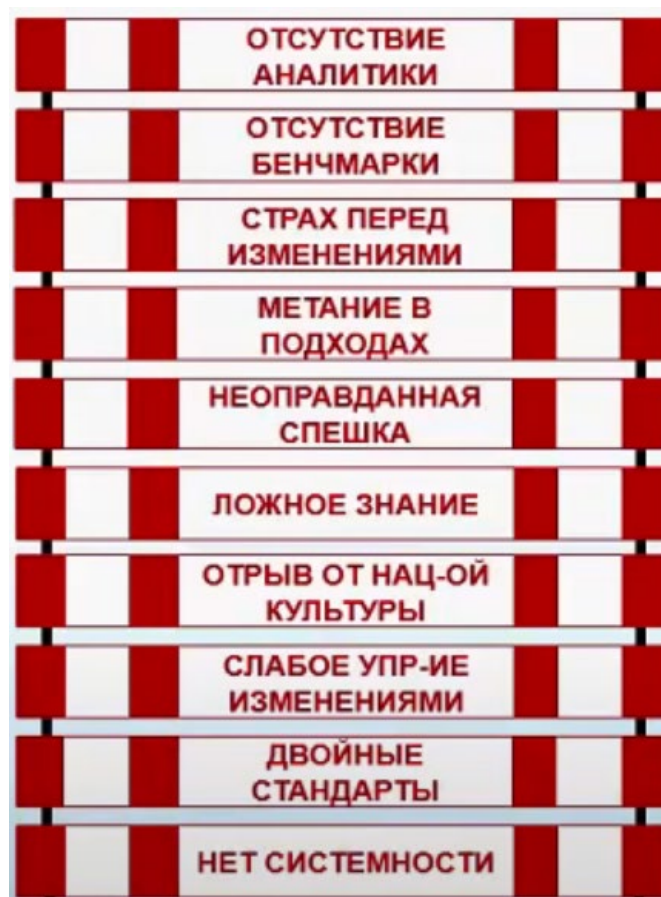 ОТСУТСТВИЕ
АНАЛИТИКИ
ОТСУТСТВИЕ
БЕНЧМАРКИ
СТРАХ ПЕРЕД
ИЗМЕНЕНИЯМИ
МЕТАНИЕ В
ПОДХОДАХ
НЕОПРАВДАННАЯ
СПЕШКА
ЛОЖНОЕ ЗНАНИЕ
ОТРЫВ ОТ НАЦ-ОЙ
КУЛЬТУРЫ
СЛАБОЕ УПР-ИЕ
ИЗМЕНЕНИЯМИ
ДВОЙНЫЕ
СТАНДАРТЫ
НЕТ СИСТЕМНОСТИ